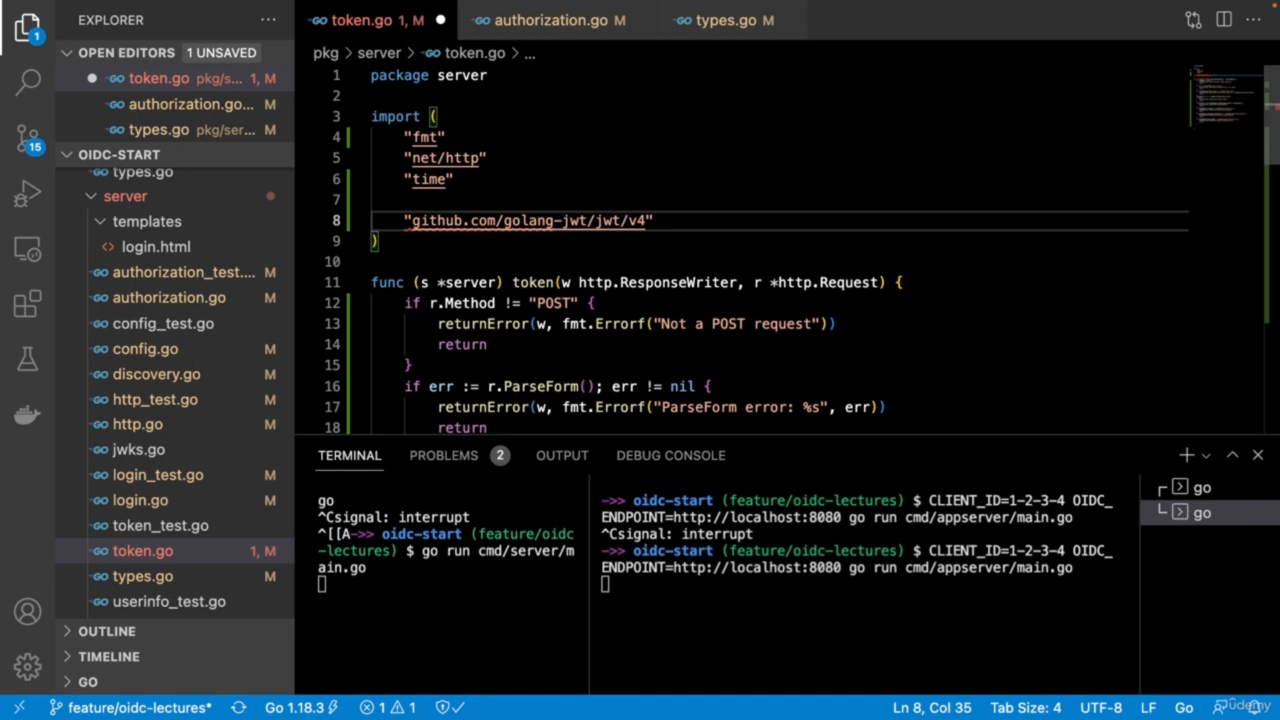 EXPLORER
OPEN EDITORS 1 UNSAVED
token.go pkg/s... 1, M
authorization.go...
types.go pkg/ser... M
OIDC-START
types.go
server
templates
login.html
authorization_test.... M
authorization.go M
config_test.go
config.go M
discovery.go M
http_test.go M
http.go M
jwks.go
login_test.go M
login.go M
token_test.go
token.go 1, M
types.go M
userinfo_test.go
OUTLINE
TIMELINE
GO
1
15
token.go 1, M
authorization.go M
types.go M
pkg > server > token.go > ...
1 package server
2
3 import (
4 "fmt"
5 "net/http"
6 "time"
7
8 "github.com/golang-jwt/jwt/v4"
9 )
10
11 func (s *server) token(w http.ResponseWriter, r *http.Request) {
12 if r.Method != "POST" {
13 returnError(w, fmt.Errorf("Not a POST request"))
14 return
15 }
16 if err := r.ParseForm(); err != nil {
17 returnError(w, fmt.Errorf("ParseForm error: %s", err))
18 return
TERMINAL PROBLEMS 2 OUTPUT DEBUG CONSOLE
go
^Csignal: interrupt
^[[A->> oidc-start (feature/oidc
-lectures) $ go run cmd/server/m
ain.go
->> oidc-start (feature/oidc-lectures) $ CLIENT_ID=1-2-3-4 OIDC_
ENDPOINT=http://localhost:8080 go run cmd/appserver/main.go
^Csignal: interrupt
->> oidc-start (feature/oidc-lectures) $ CLIENT_ID=1-2-3-4 OIDC_
ENDPOINT=http://localhost:8080 go run cmd/appserver/main.go
go
go
feature/oidc-lectures* Go 1.18.3 1 1 Ln 8, Col 35 Tab Size: 4 UTF-8 LF Go
ûdemy